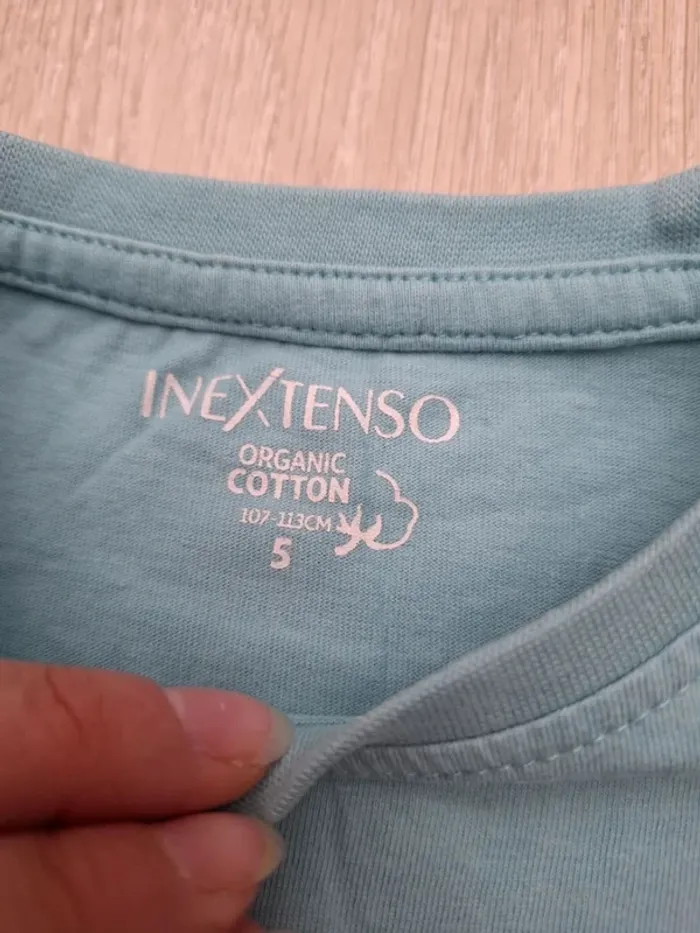 INEXTENSO
ORGANIC
COTTON
107-113CM
5